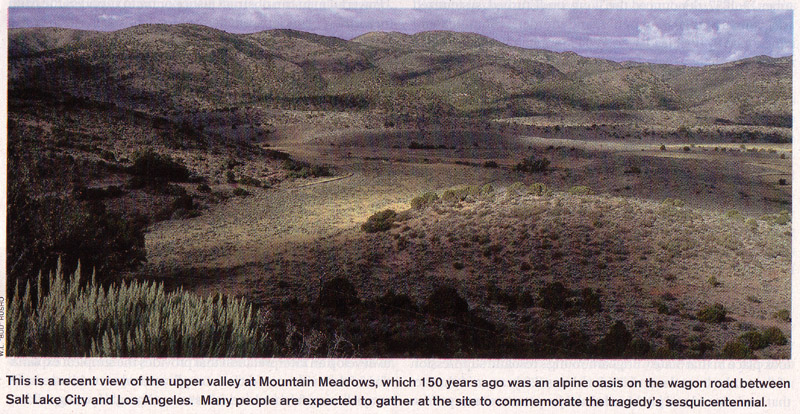 W.L. "BUD" RUSHO
This is a recent view of the upper valley at Mountain Meadows, which 150 years ago was an alpine oasis on the wagon road between
Salt Lake City and Los Angeles.  Many people are expected to gather at the site to commemorate the tragedy's sesquicentennial.